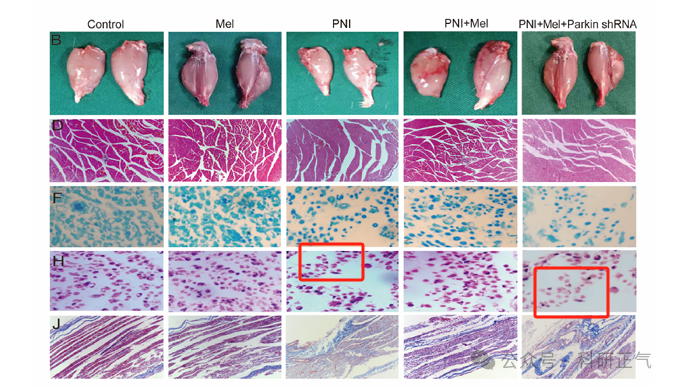 Control Mel PNI PNI+Mel PNI+Mel+Parkin shRNA
B
D
F
H
J
公众号 · 科研正气